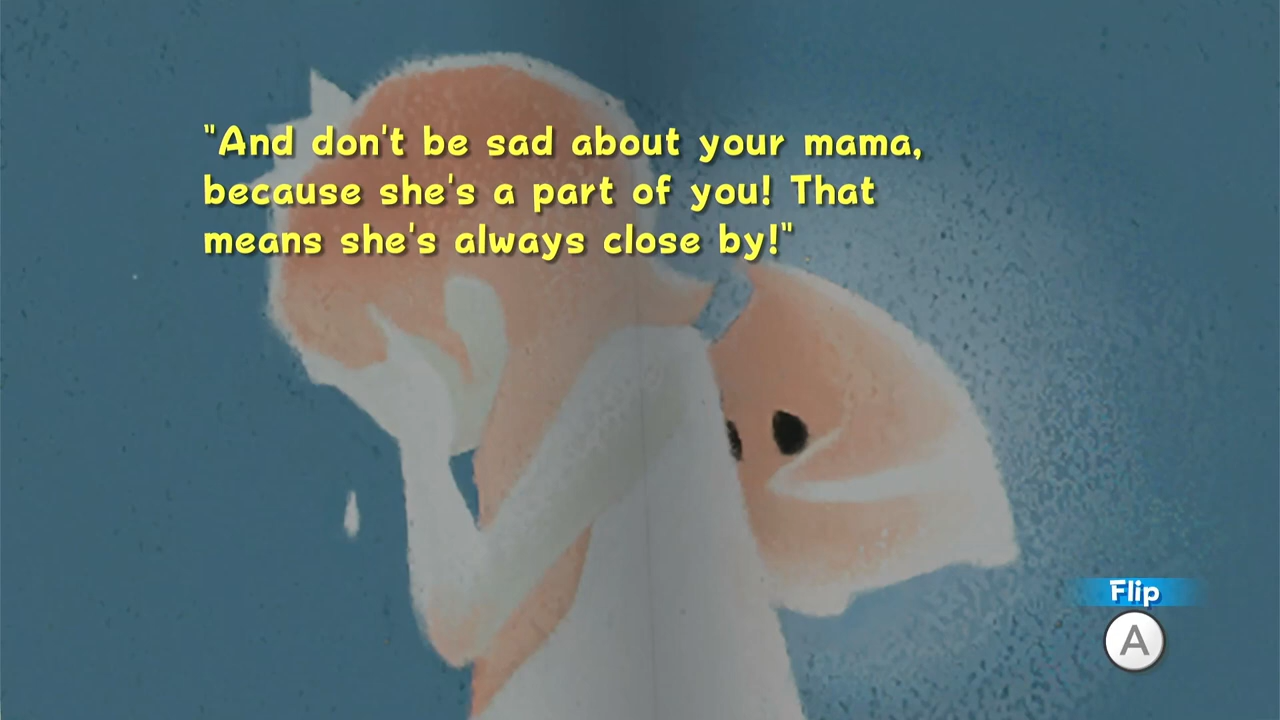 "And don't be sad about your mama,
because she's a part of you! That
means she's always close by!"
Flip
A